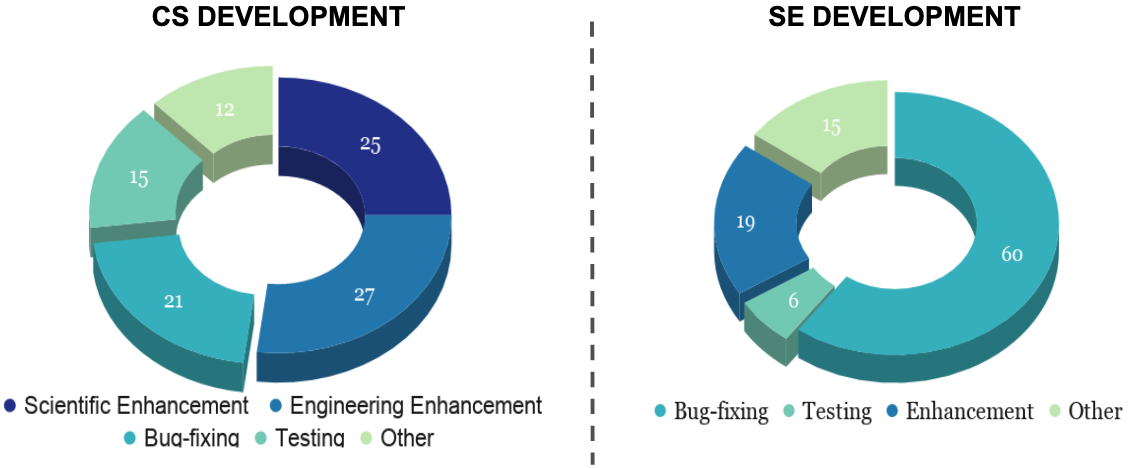 CS DEVELOPMENT
12
25
15
21
27
Scientific Enhancement Engineering Enhancement
Bug-fixing Testing Other
SE DEVELOPMENT
15
19
60
6
Bug-fixing Testing Enhancement Other